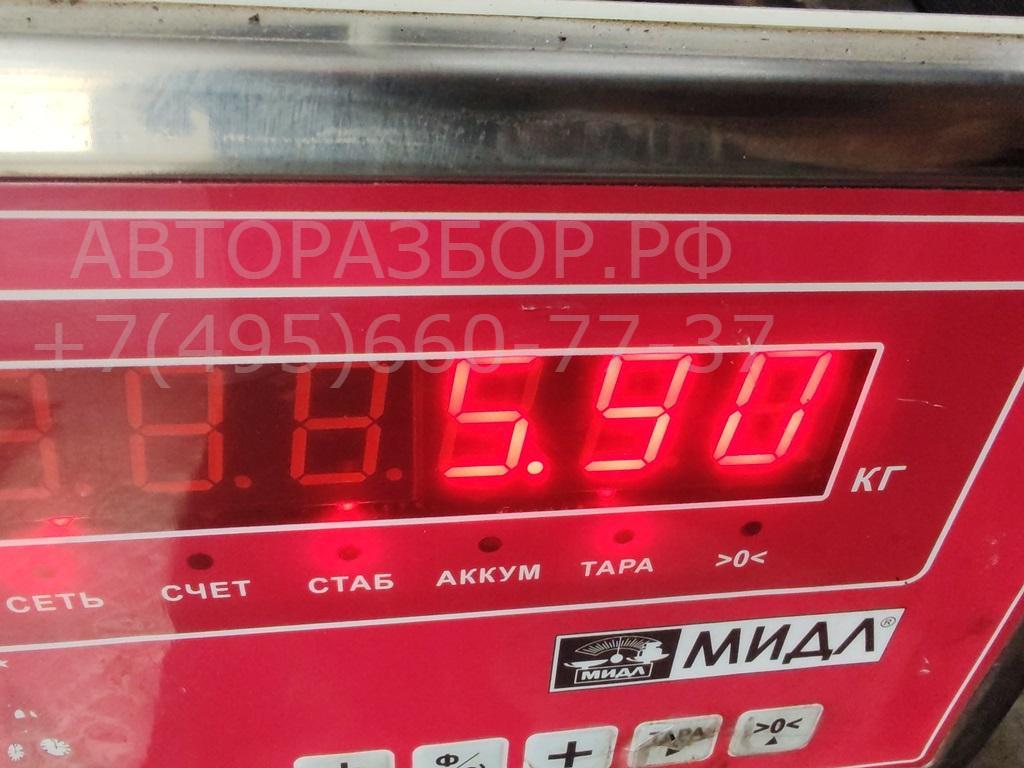 АВТОРАЗБОР.РФ
+7(495)660-77-37
5.90
КГ
СЕТЬ СЧЕТ СТАБ АККУМ ТАРА >0<
МИДЛ МИДЛ®
Ф/
+ ТАРА >0<